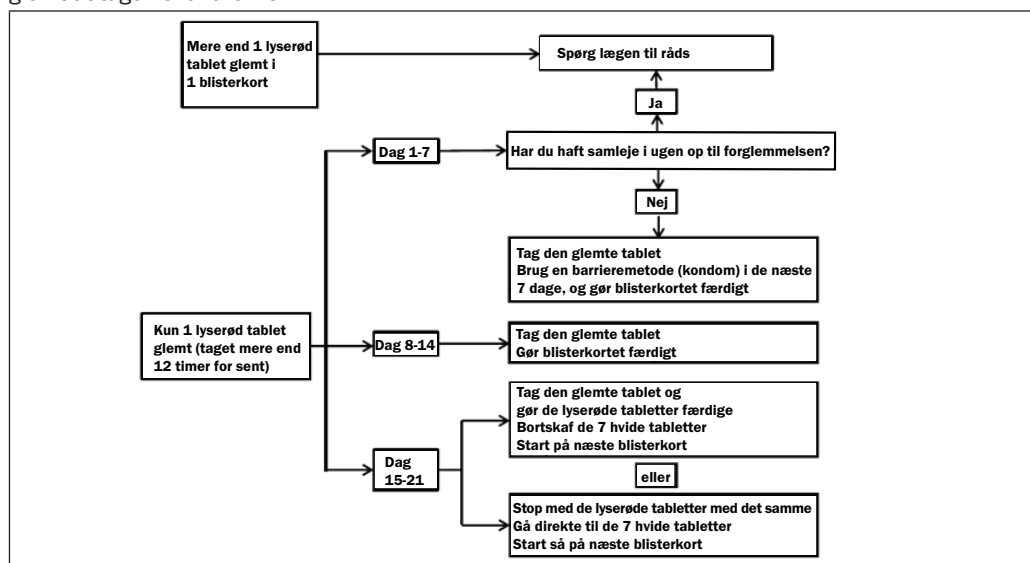 Mere end 1 lyserød
tablet glemt i
1 blisterkort
Spørg lægen til råds
Ja
Dag 1-7
Har du haft samleje i ugen op til forglemmelsen?
Nej
Tag den glemte tablet
Brug en barrieremetode (kondom) i de næste
7 dage, og gør blisterkortet færdigt
Kun 1 lyserød tablet
glemt (taget mere end
12 timer for sent)
Dag 8-14
Tag den glemte tablet
Gør blisterkortet færdigt
Dag
15-21
Tag den glemte tablet og
gør de lyserøde tabletter færdige
Bortskaf de 7 hvide tabletter
Start på næste blisterkort
eller
Stop med de lyserøde tabletter med det samme
Gå direkte til de 7 hvide tabletter
Start så på næste blisterkort